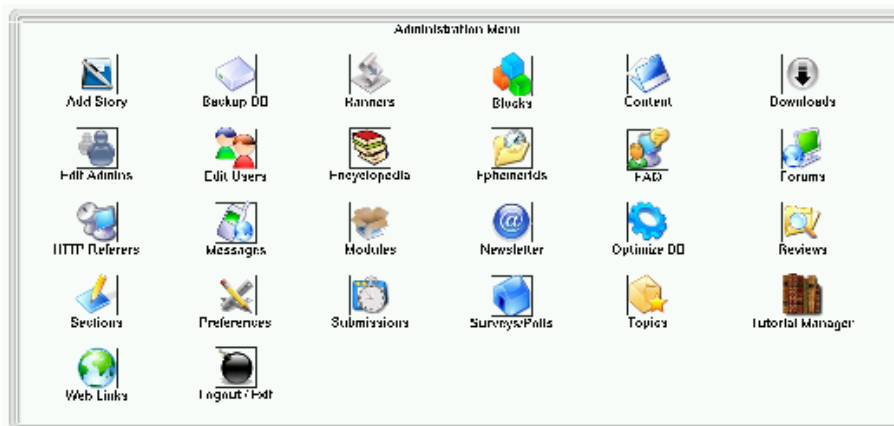 Administration Menu
Add Story Backup DB Banners Blocks Content Downloads
Edit Admins Edit Users Encyclopedia Ephemerids FAQ Forums
HTTP Referers Messages Modules Newsletter Optimize DB Reviews
Sections Preferences Submissions Surveys/Polls Topics Tutorial Manager
Web Links Logout / Exit